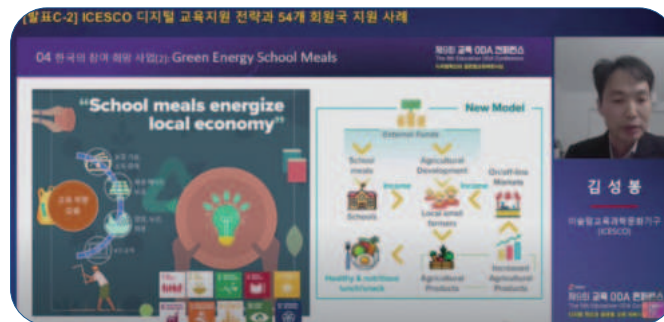 [발표C-2] ICESCO 디지털 교육지원 전략과 54개 회원국 지원 사례
04 한국의 참여 희망 사업(2): Green Energy School Meals
제9회 교육 ODA 컨퍼런스
The 9th Education ODA Conference
"School meals energize
local economy"
New Model
External Funds
School
meals
Agricultural
Development
On/off-line
Markets
Income
Income
Schools
Local small
farmers
Healthy & nutritious
lunch/snack
Agricultural
Products
Increased
Agricultural
Products
김성봉
이슬람교육과학문화기구
(ICESCO)
제9회 교육 ODA 컨퍼런스